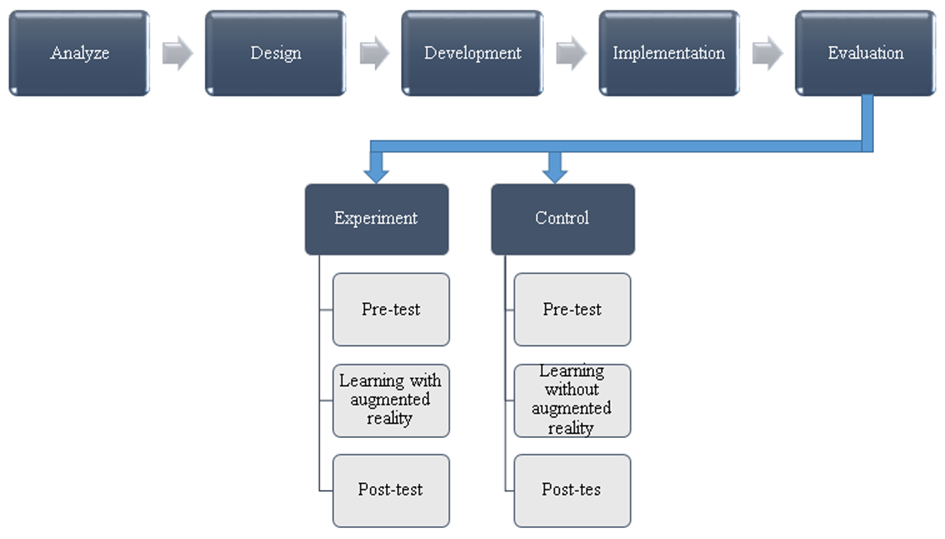 Analyze
Design
Development
Implementation
Evaluation
Experiment
Control
Pre-test
Pre-test
Learning with
augmented
reality
Learning
without
augmented
reality
Post-test
Post-tes